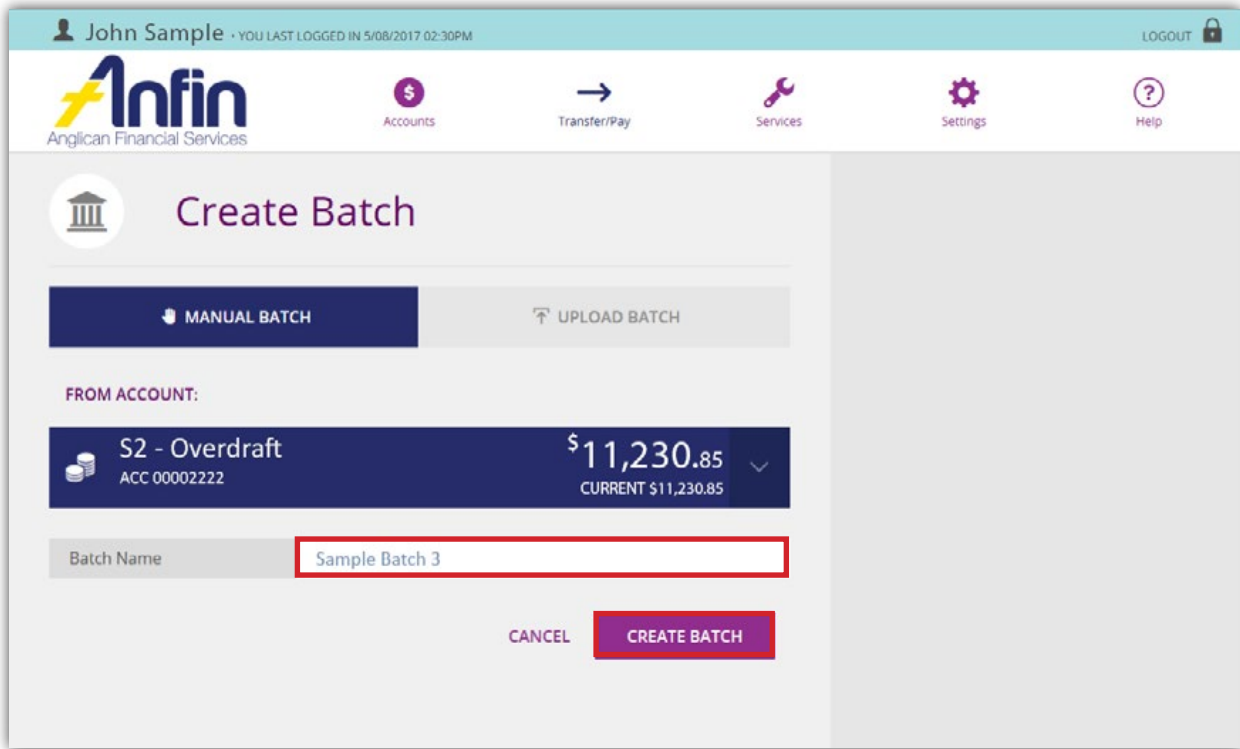 John Sample • YOU LAST LOGGED IN 5/08/2017 02:30PM
LOGOUT
Anfin
Anglican Financial Services
Accounts
Transfer/Pay
Services
Settings
Help
Create Batch
MANUAL BATCH
UPLOAD BATCH
FROM ACCOUNT:
S2 - Overdraft
ACC 00002222
$11,230.85
CURRENT $11,230.85
Batch Name
Sample Batch 3
CANCEL
CREATE BATCH